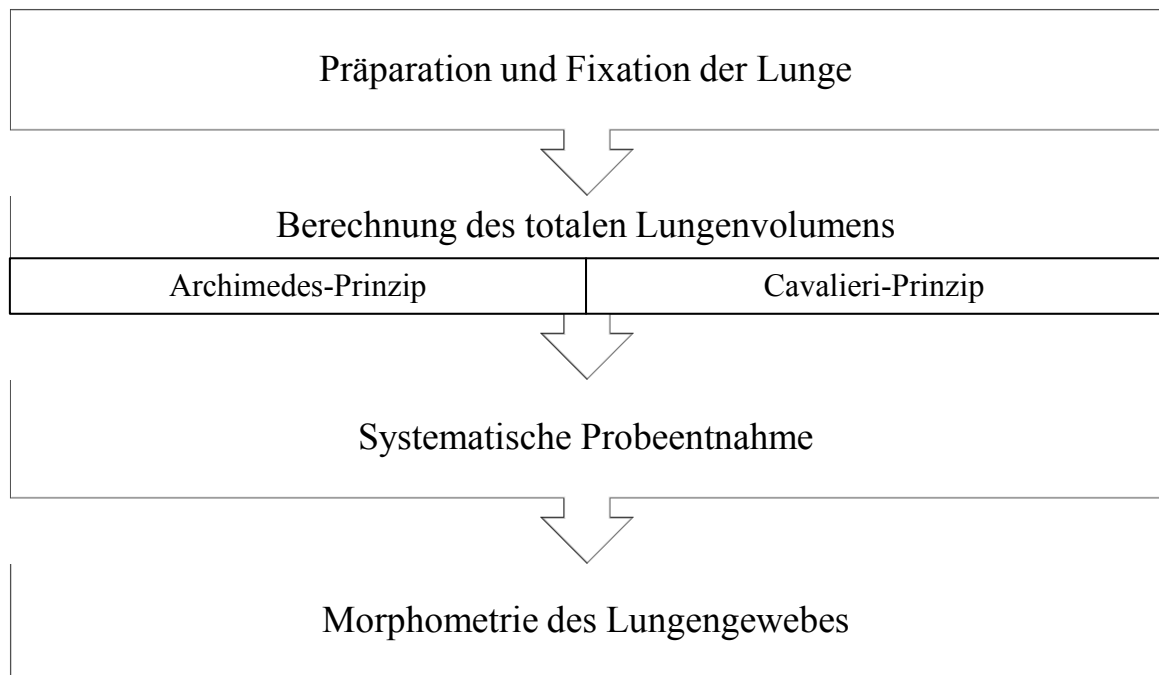 Präparation und Fixation der Lunge
Berechnung des totalen Lungenvolumens
Archimedes-Prinzip
Cavalieri-Prinzip
Systematische Probeentnahme
Morphometrie des Lungengewebes